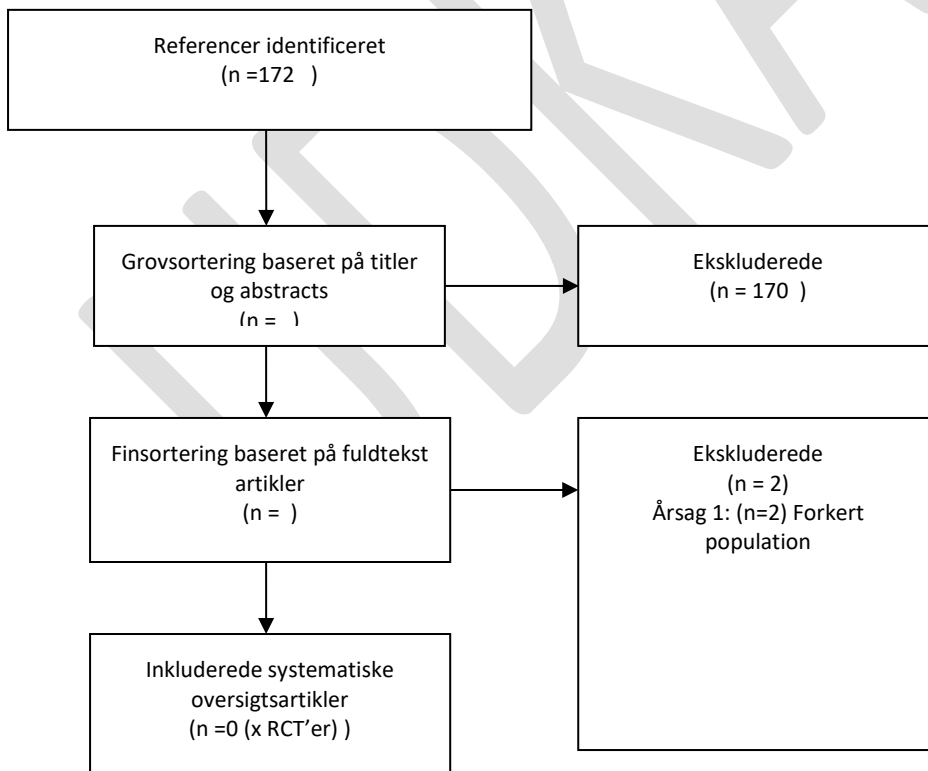 Referencer identificeret
(n =172   )
Grovsortering baseret på titler
og abstracts
(n =   )
Ekskluderede
(n = 170  )
Finsortering baseret på fuldtekst
artikler
(n =  )
Ekskluderede
(n = 2)
Årsag 1: (n=2) Forkert
population
Inkluderede systematiske
oversigtsartikler
(n =0 (x RCT’er) )